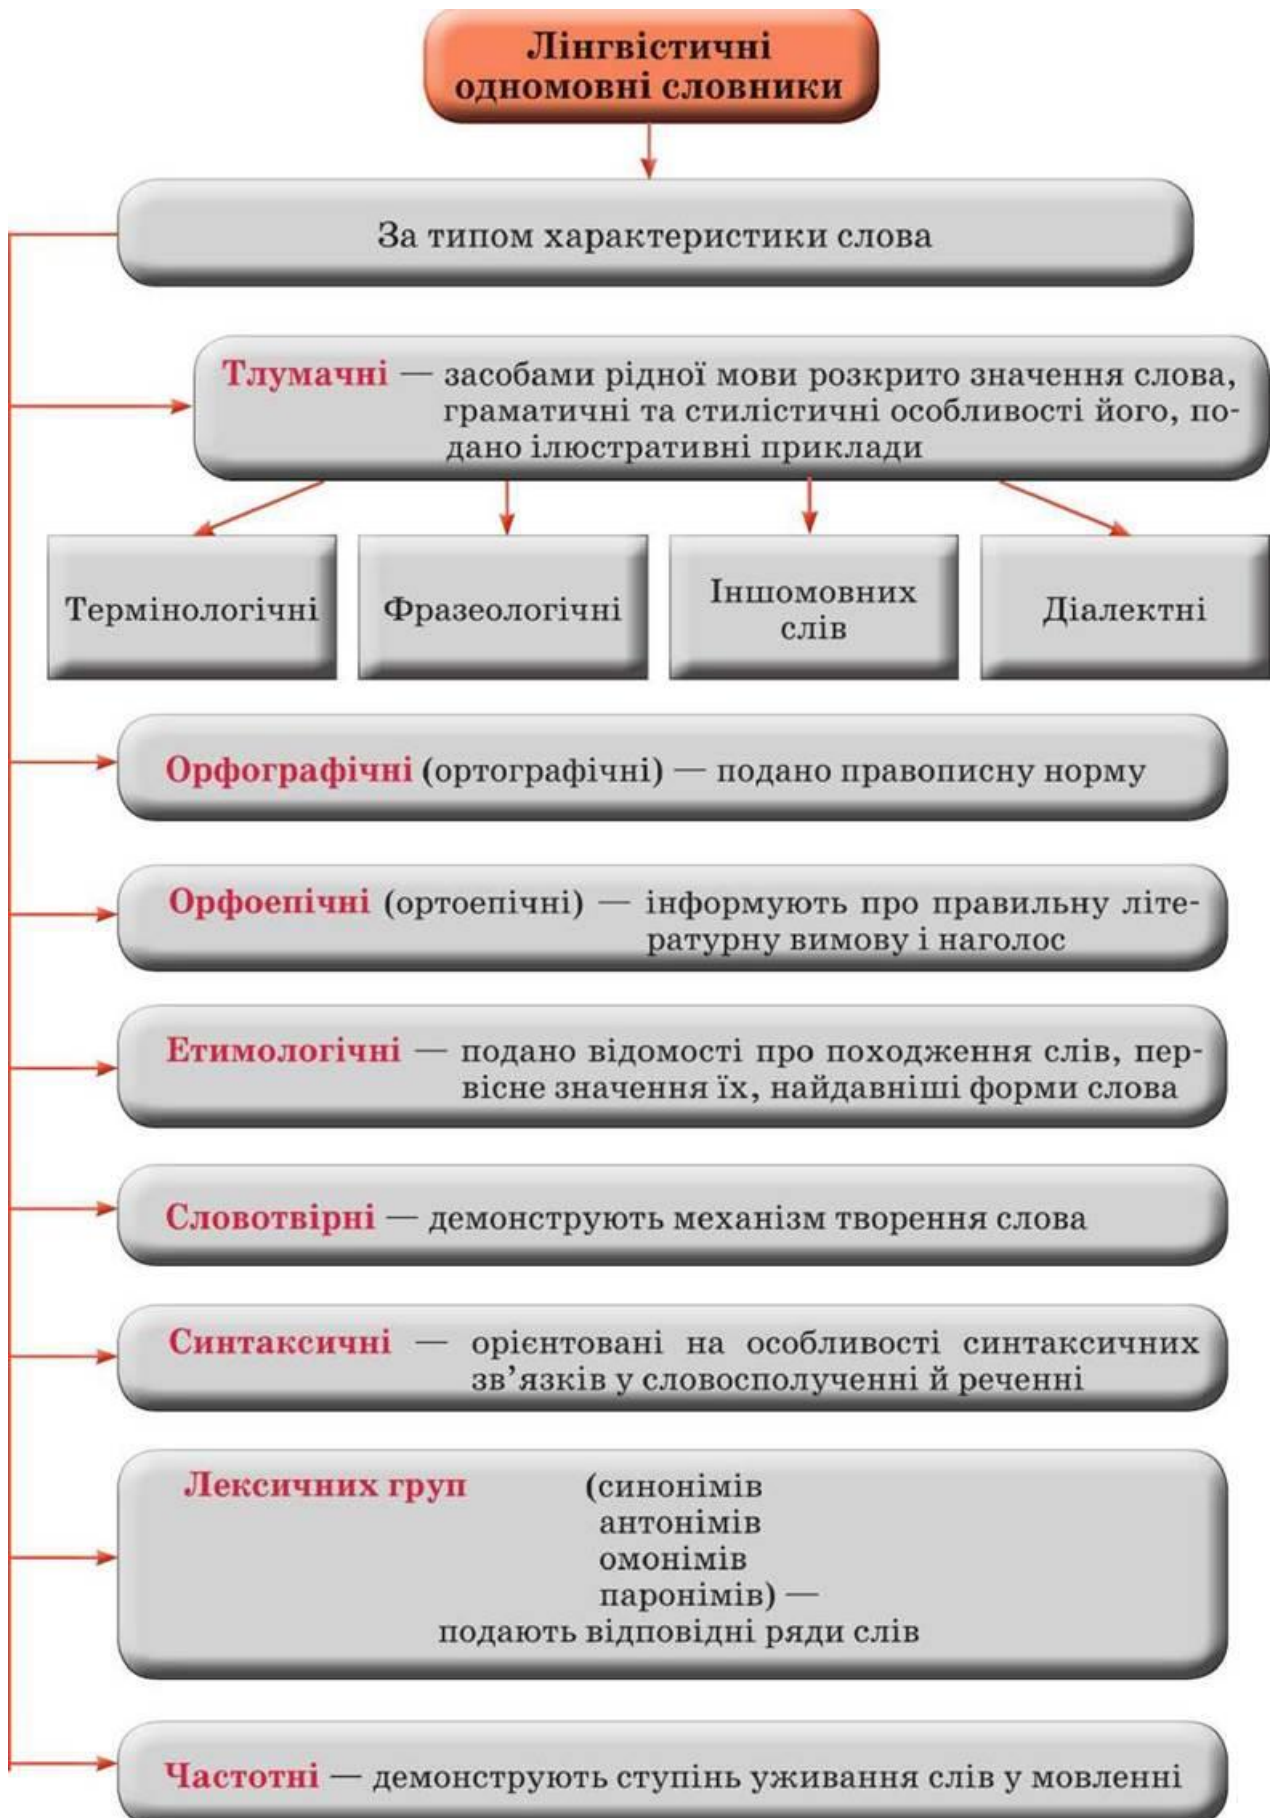 Лінгвістичні
одномовні словники
За типом характеристики слова
Тлумачні — засобами рідної мови розкрито значення слова,
граматичні та стилістичні особливості його, по-
дано ілюстративні приклади
Термінологічні
Фразеологічні
Іншомовних
слів
Діалектні
Орфографічні (ортографічні) — подано правописну норму
Орфоепічні (ортоепічні) — інформують про правильну літе-
ратурну вимову і наголос
Етимологічні — подано відомості про походження слів, пер-
вісне значення їх, найдавніші форми слова
Словотвірні — демонструють механізм творення слова
Синтаксичні — орієнтовані на особливості синтаксичних
зв’язків у словосполученні й реченні
Лексичних груп (синонімів
антонімів
омонімів
паронімів) —
подають відповідні ряди слів
Частотні — демонструють ступінь уживання слів у мовленні